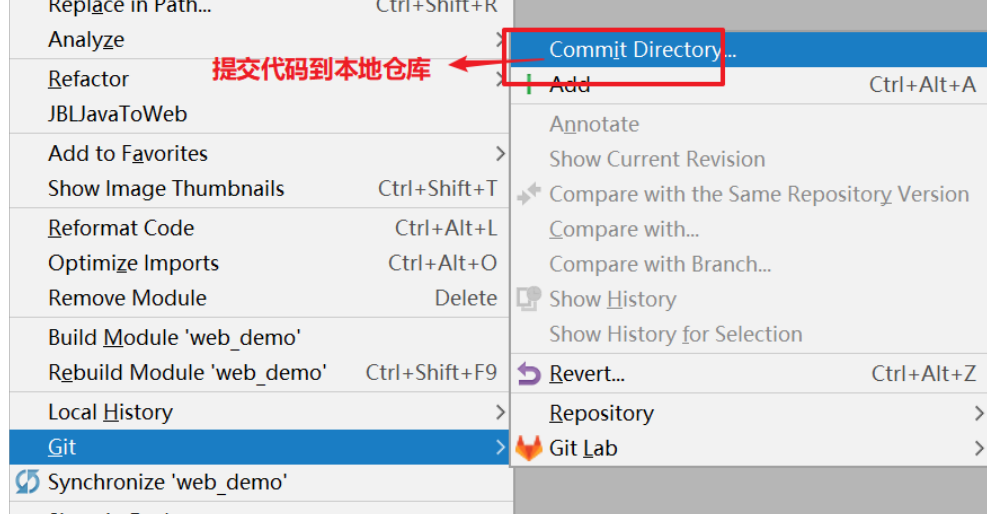 Replace in Path... Ctrl+Shift+R
Analyze
提交代码到本地仓库
Refactor
JBLJavaToWeb
Add to Favorites
Show Image Thumbnails Ctrl+Shift+T
Reformat Code Ctrl+Alt+L
Optimize Imports Ctrl+Alt+O
Remove Module Delete
Build Module 'web_demo'
Rebuild Module 'web_demo' Ctrl+Shift+F9
Local History
Git
Synchronize 'web_demo'
Commit Directory...
Add Ctrl+Alt+A
Annotate
Show Current Revision
Compare with the Same Repository Version
Compare with...
Compare with Branch...
Show History
Show History for Selection
Revert... Ctrl+Alt+Z
Repository
Git Lab